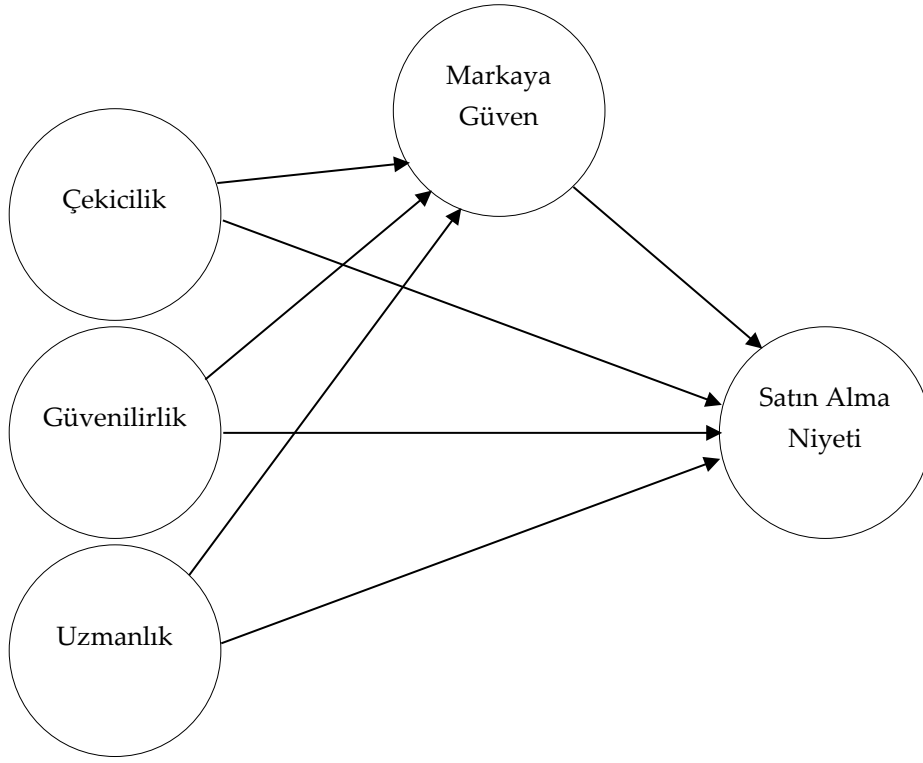 Markaya
Güven
Çekicilik
Güvenilirlik
Satın Alma
Niyeti
Uzmanlık